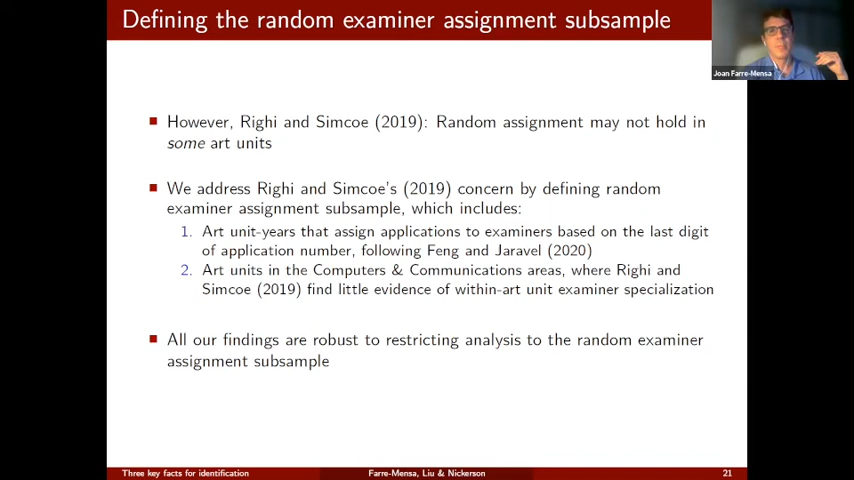 Defining the random examiner assignment subsample
Joan Farre-Mensa
However, Righi and Simcoe (2019): Random assignment may not hold in
some art units
We address Righi and Simcoe's (2019) concern by defining random
examiner assignment subsample, which includes:
1. Art unit-years that assign applications to examiners based on the last digit
of application number, following Feng and Jaravel (2020)
2. Art units in the Computers & Communications areas, where Righi and
Simcoe (2019) find little evidence of within-art unit examiner specialization
All our findings are robust to restricting analysis to the random examiner
assignment subsample
Three key facts for identification
Farre-Mensa, Liu & Nickerson
21